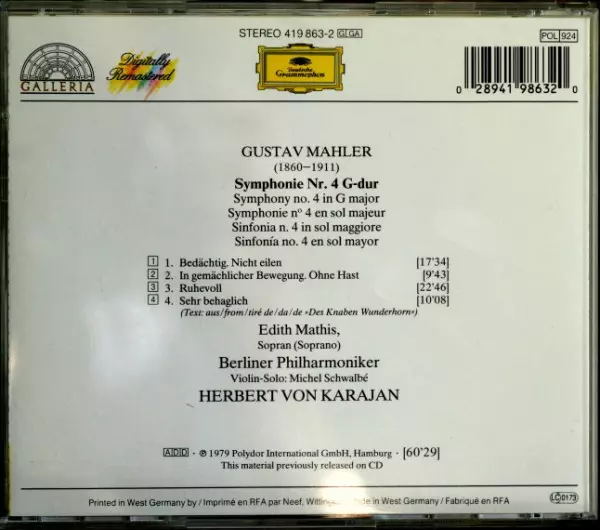 STEREO 419 863-2 GGA
POL 924
GALLERIA
Digitally
Remastered
Deutsche
Grammophon
0 28941 98632 0
GUSTAV MAHLER
(1860–1911)
Symphonie Nr. 4 G-dur
Symphony no. 4 in G major
Symphonie nº 4 en sol majeur
Sinfonia n. 4 in sol maggiore
Sinfonía no. 4 en sol mayor
1 1. Bedächtig. Nicht eilen [17'34]
2 2. In gemächlicher Bewegung. Ohne Hast [9'43]
3 3. Ruhevoll [22'46]
4 4. Sehr behaglich [10'08]
(Text: aus/from/tiré de/da/de »Des Knaben Wunderhorn«)
Edith Mathis,
Sopran (Soprano)
Berliner Philharmoniker
Violin-Solo: Michel Schwalbé
HERBERT VON KARAJAN
ADD · ℗ 1979 Polydor International GmbH, Hamburg · [60'29]
This material previously released on CD
LC 0173
Printed in West Germany by / Imprimé en RFA par Neef, in West Germany / Fabriqué en RFA